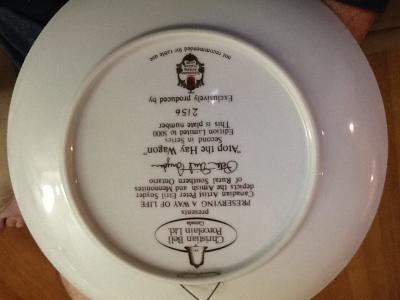 Christian Bell
Porcelain Ltd.
Canada
presents
PRESERVING A WAY OF LIFE
Canadian Artist Peter Etril Snyder
depicts the Amish and Mennonites
of Rural Southern Ontario
"Atop the Hay Wagon"
Second in Series
Edition Limited to 5000
This is plate number
2156
Exclusively produced by
not recommended for table use